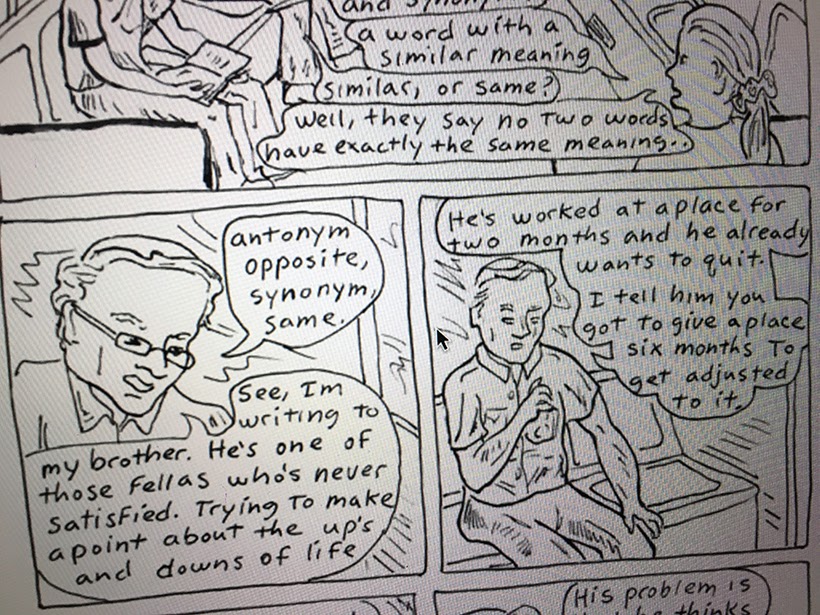 and synonym
a word with a
similar meaning
similar, or same?
Well, they say no two words
have exactly the same meaning..
antonym
opposite,
synonym,
same.
See, Im
writing to
my brother. He's one of
those fellas who's never
satisfied. Trying to make
a point about the up's
and downs of life
He's worked at a place for
two months and he already
wants to quit.
I tell him you
got to give a place
six months to
get adjusted
to it.
His problem is
he thinks